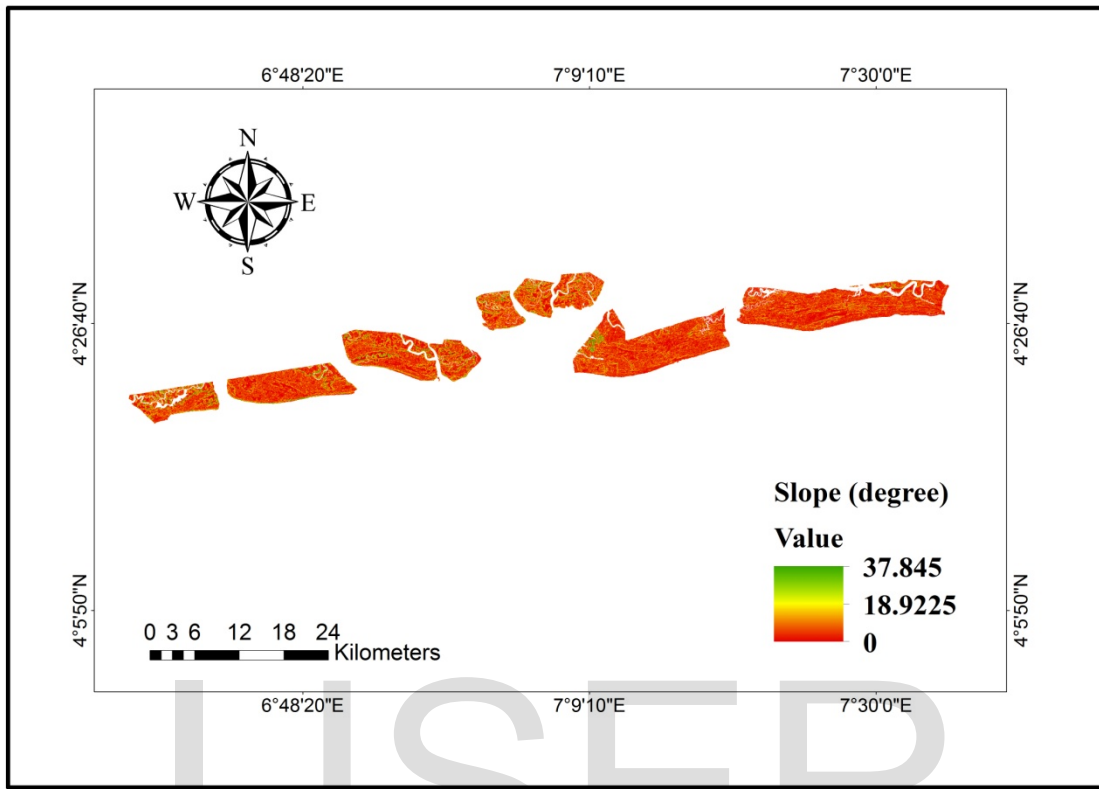 6°48'20"E 7°9'10"E 7°30'0"E
N
W E
S
4°26'40"N 4°26'40"N
Slope (degree)
Value
37.845
18.9225
0
4°5'50"N 4°5'50"N
0 3 6 12 18 24
Kilometers
6°48'20"E 7°9'10"E 7°30'0"E
IJSER